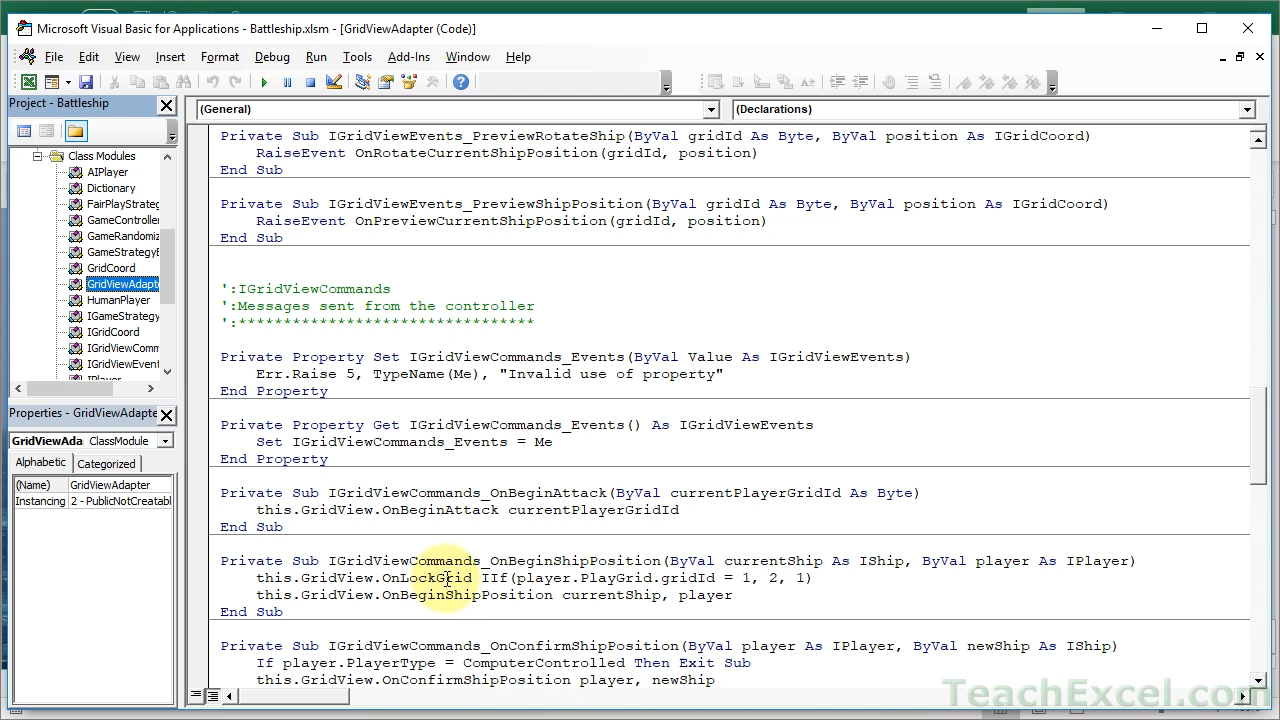 Microsoft Visual Basic for Applications - Battleship.xlsm - [GridViewAdapter (Code)]
File Edit View Insert Format Debug Run Tools Add-Ins Window Help
Project - Battleship
(General)
(Declarations)
Class Modules
AIPlayer
Dictionary
FairPlayStrateg
GameController
GameRandomiz
GameStrategyB
GridCoord
GridViewAdapt
HumanPlayer
IGameStrategy
IGridCoord
IGridViewComm
IGridViewEvent
IPlayer
Properties - GridViewAdapte
GridViewAda ClassModule
Alphabetic Categorized
(Name) GridViewAdapter
Instancing 2 - PublicNotCreatabl
Private Sub IGridViewEvents_PreviewRotateShip(ByVal gridId As Byte, ByVal position As IGridCoord)
RaiseEvent OnRotateCurrentShipPosition(gridId, position)
End Sub
Private Sub IGridViewEvents_PreviewShipPosition(ByVal gridId As Byte, ByVal position As IGridCoord)
RaiseEvent OnPreviewCurrentShipPosition(gridId, position)
End Sub
':IGridViewCommands
':Messages sent from the controller
':*********************************
Private Property Set IGridViewCommands_Events(ByVal Value As IGridViewEvents)
Err.Raise 5, TypeName(Me), "Invalid use of property"
End Property
Private Property Get IGridViewCommands_Events() As IGridViewEvents
Set IGridViewCommands_Events = Me
End Property
Private Sub IGridViewCommands_OnBeginAttack(ByVal currentPlayerGridId As Byte)
this.GridView.OnBeginAttack currentPlayerGridId
End Sub
Private Sub IGridViewCommands_OnBeginShipPosition(ByVal currentShip As IShip, ByVal player As IPlayer)
this.GridView.OnLockGrid IIf(player.PlayGrid.gridId = 1, 2, 1)
this.GridView.OnBeginShipPosition currentShip, player
End Sub
Private Sub IGridViewCommands_OnConfirmShipPosition(ByVal player As IPlayer, ByVal newShip As IShip)
If player.PlayerType = ComputerControlled Then Exit Sub
this.GridView.OnConfirmShipPosition player, newShip
TeachExcel.com